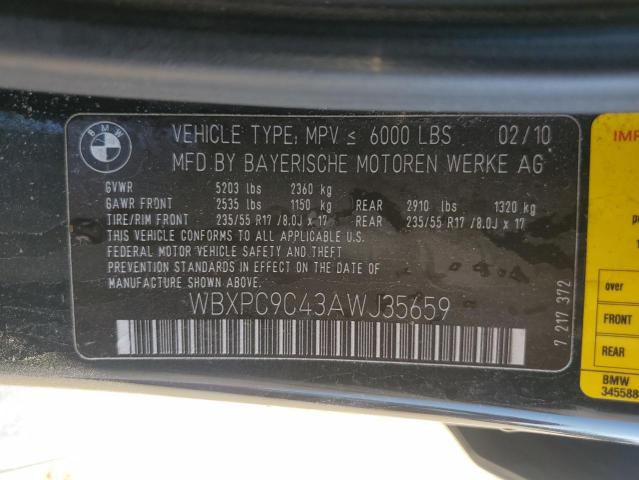 BMW
VEHICLE TYPE: MPV ≤ 6000 LBS 02/10
MFD BY BAYERISCHE MOTOREN WERKE AG
GVWR 5203 lbs 2360 kg
GAWR FRONT 2535 lbs 1150 kg REAR 2910 lbs 1320 kg
TIRE/RIM FRONT 235/55 R17 /8.0J x 17 REAR 235/55 R17 /8.0J x 17
THIS VEHICLE CONFORMS TO ALL APPLICABLE U.S.
FEDERAL MOTOR VEHICLE SAFETY, BUMPER AND THEFT
PREVENTION STANDARDS IN EFFECT ON THE DATE OF
MANUFACTURE SHOWN ABOVE.
WBXPC9C43AWJ35659
7 217 372
over
FRONT
REAR
BMW
345588